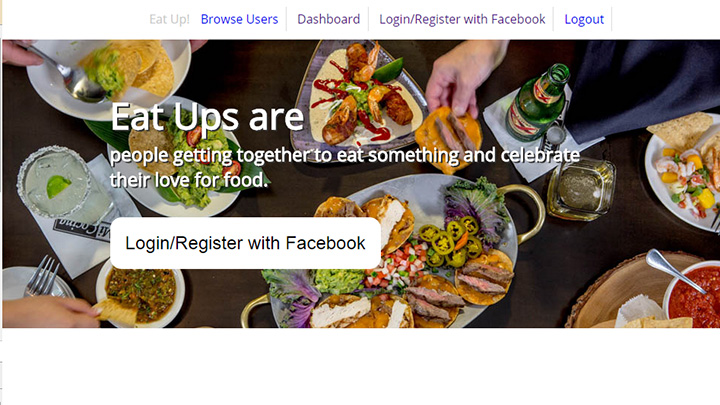 Eat Up! Browse Users Dashboard Login/Register with Facebook Logout
Eat Ups are
people getting together to eat something and celebrate
their love for food.
Login/Register with Facebook